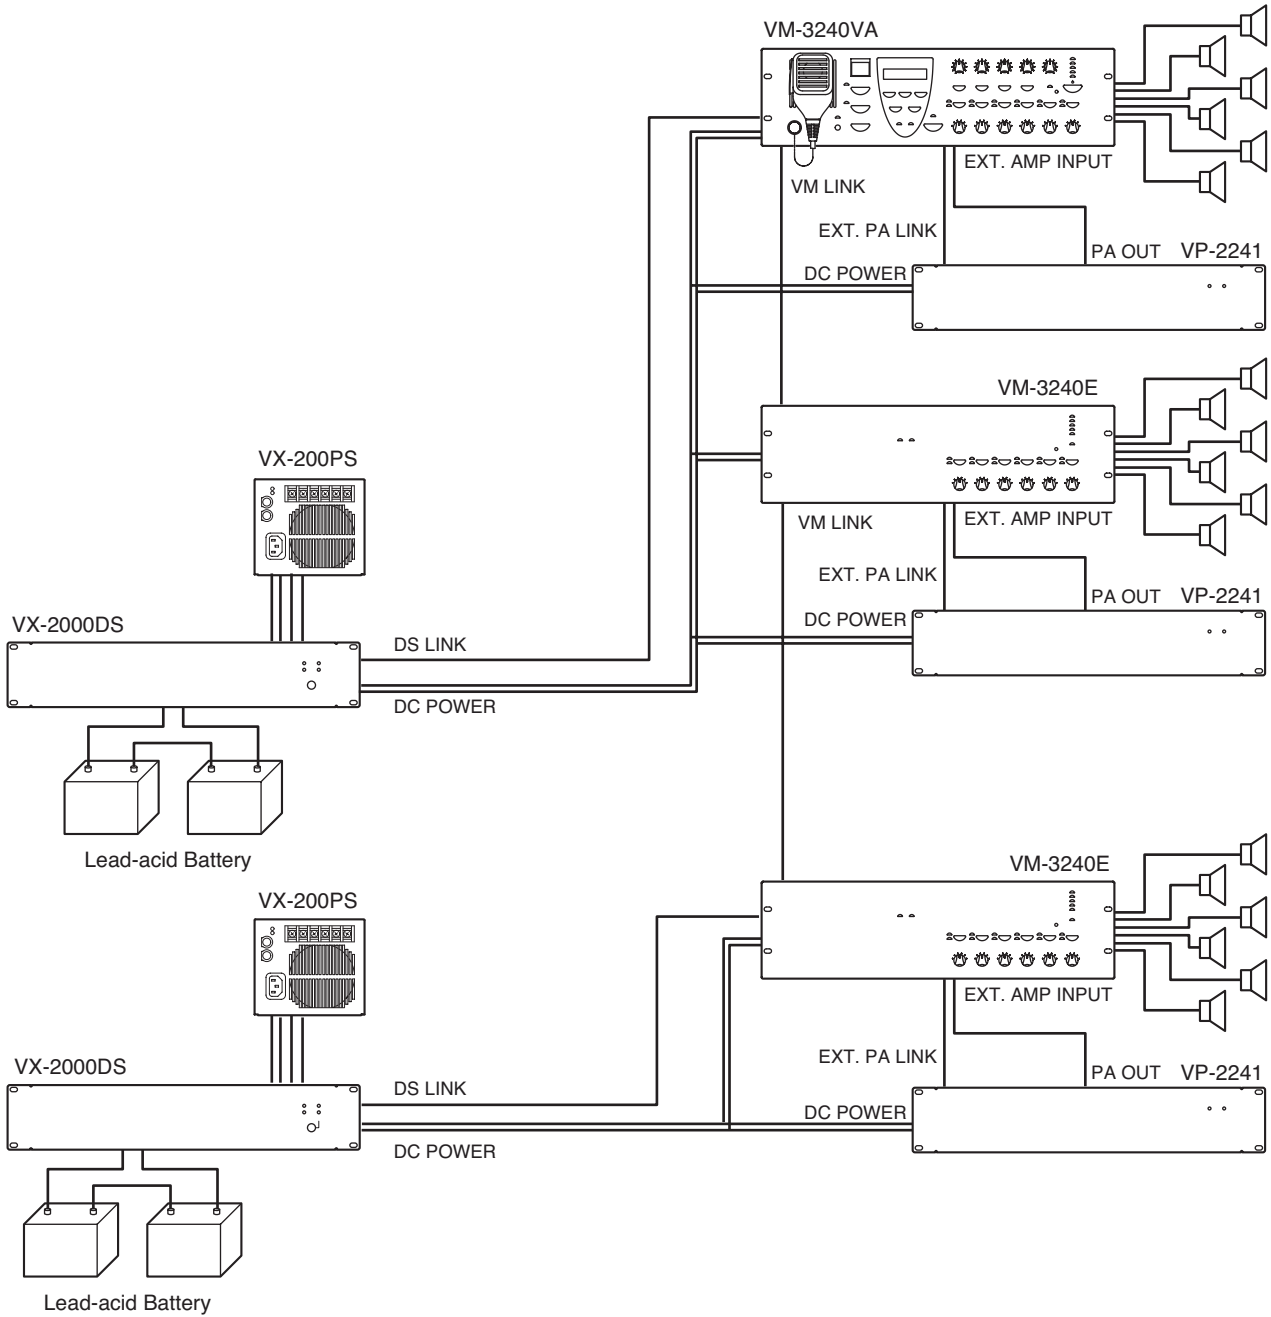 VM-3240VA
EXT. AMP INPUT
VM LINK
EXT. PA LINK
PA OUT VP-2241
DC POWER
VM-3240E
VX-200PS
VM LINK
EXT. AMP INPUT
EXT. PA LINK
PA OUT VP-2241
DC POWER
VX-2000DS
DS LINK
DC POWER
Lead-acid Battery
VM-3240E
VX-200PS
EXT. AMP INPUT
EXT. PA LINK
PA OUT VP-2241
VX-2000DS
DS LINK
DC POWER
DC POWER
Lead-acid Battery